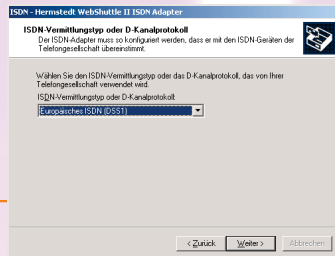 ISDN - Hermstedt WebShuttle II ISDN Adapter
ISDN-Vermittlungstyp oder D-Kanalprotokoll
Der ISDN-Adapter muss so konfiguriert werden, dass er mit den ISDN-Geräten der
Telefongesellschaft übereinstimmt.
Wählen Sie den ISDN-Vermittlungstyp oder das D-Kanalprotokoll, das von Ihrer
Telefongesellschaft verwendet wird.
ISDN-Vermittlungstyp oder D-Kanalprotokoll:
Europäisches ISDN (DSS1)
< Zurück
Weiter >
Abbrechen